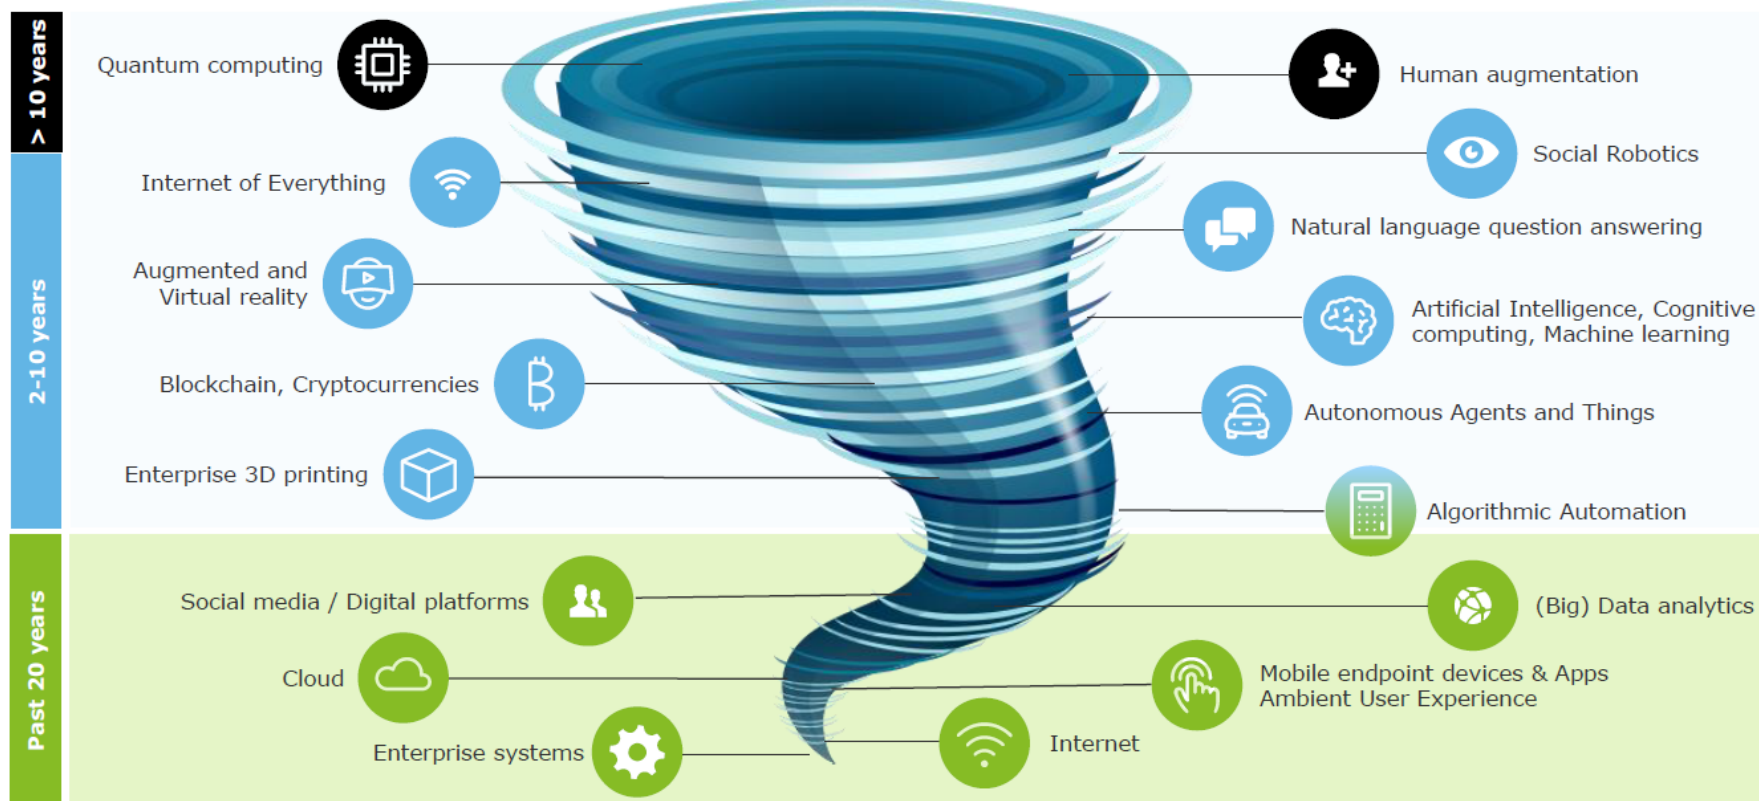 > 10 years
Quantum computing
Human augmentation
2-10 years
Social Robotics
Internet of Everything
Natural language question answering
Augmented and
Virtual reality
Artificial Intelligence, Cognitive
computing, Machine learning
Blockchain, Cryptocurrencies
Autonomous Agents and Things
Enterprise 3D printing
Algorithmic Automation
Past 20 years
Social media / Digital platforms
(Big) Data analytics
Cloud
Mobile endpoint devices & Apps
Ambient User Experience
Enterprise systems
Internet